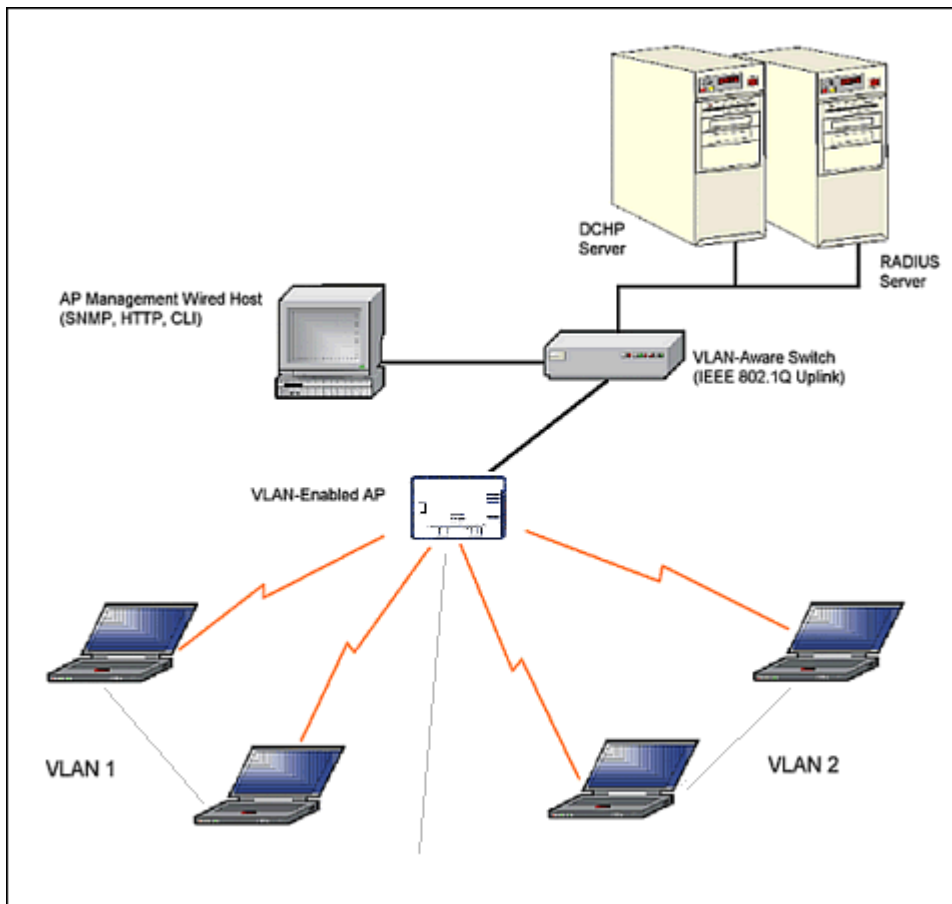 DCHP
Server
RADIUS
Server
AP Management Wired Host
(SNMP, HTTP, CLI)
VLAN-Aware Switch
(IEEE 802.1Q Uplink)
VLAN-Enabled AP
VLAN 1
VLAN 2